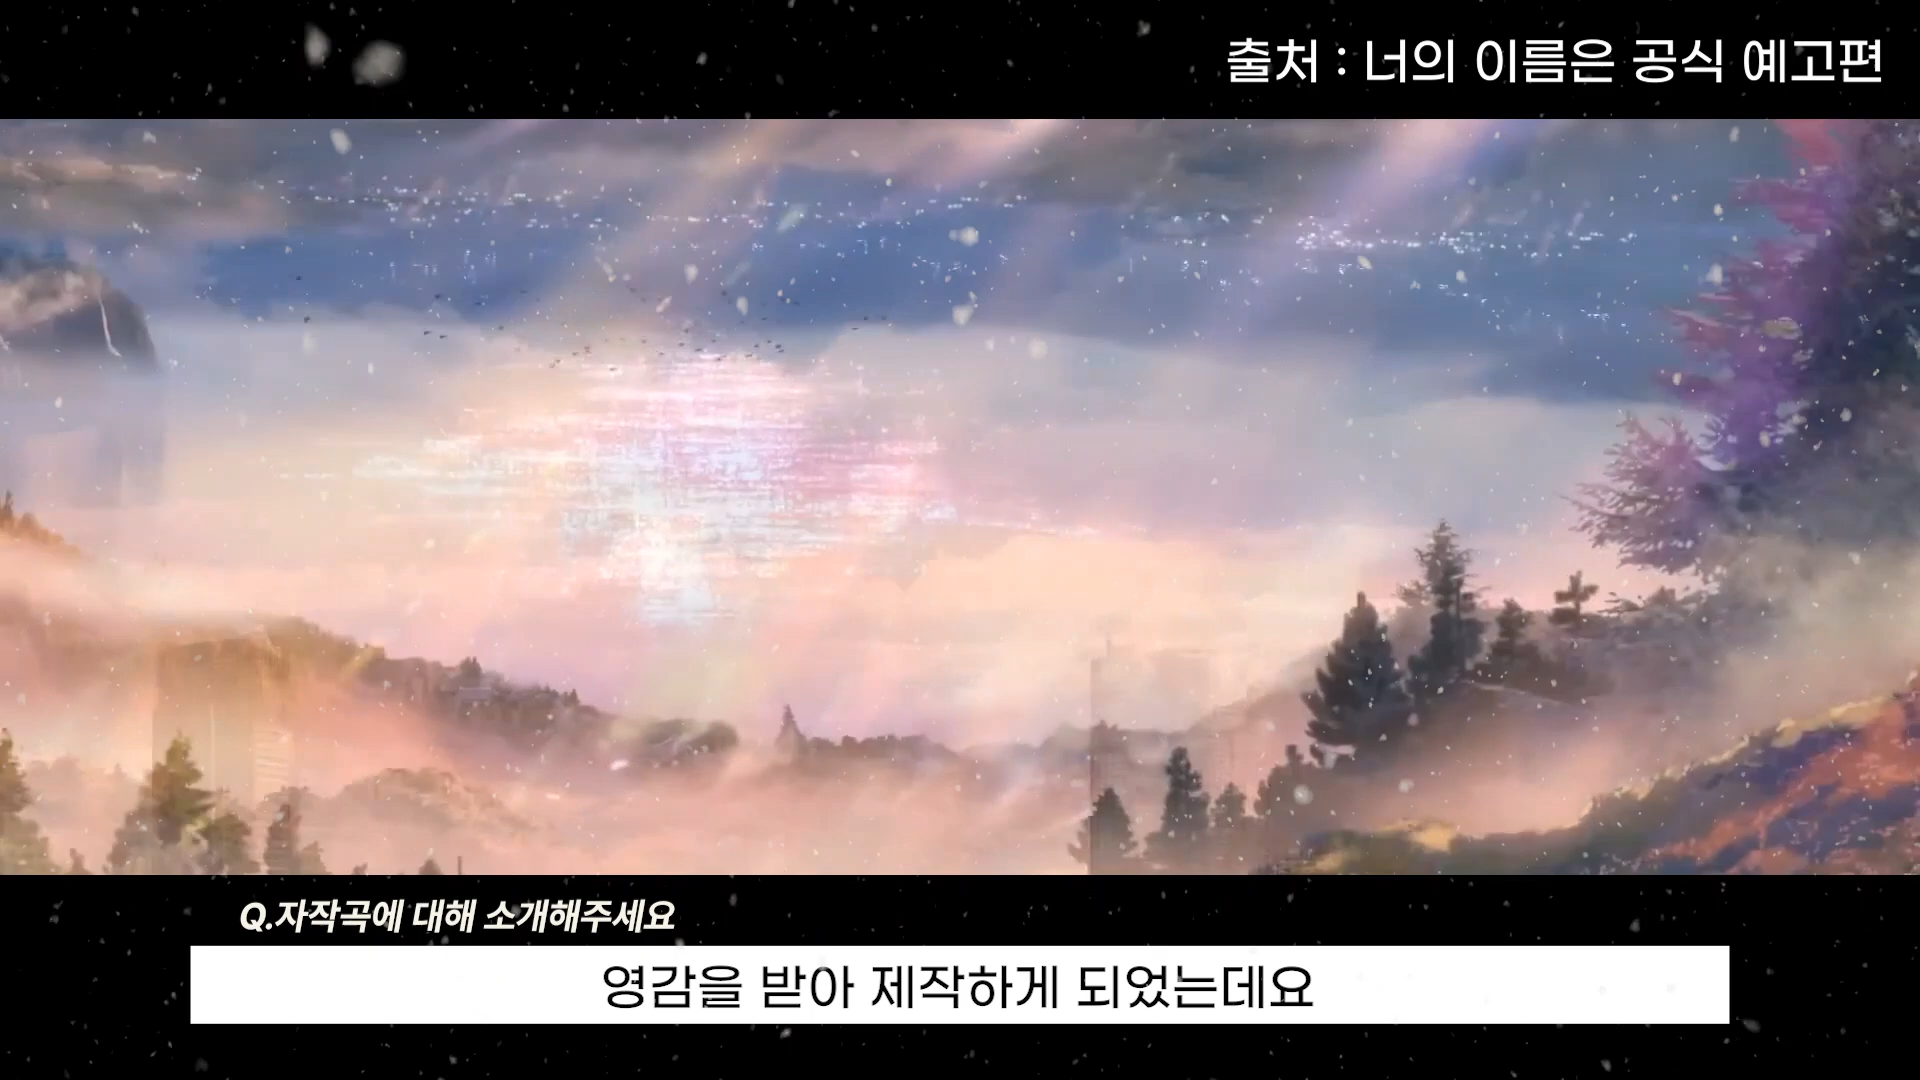 출처 : 너의 이름은 공식 예고편
Q.자작곡에 대해 소개해주세요
영감을 받아 제작하게 되었는데요